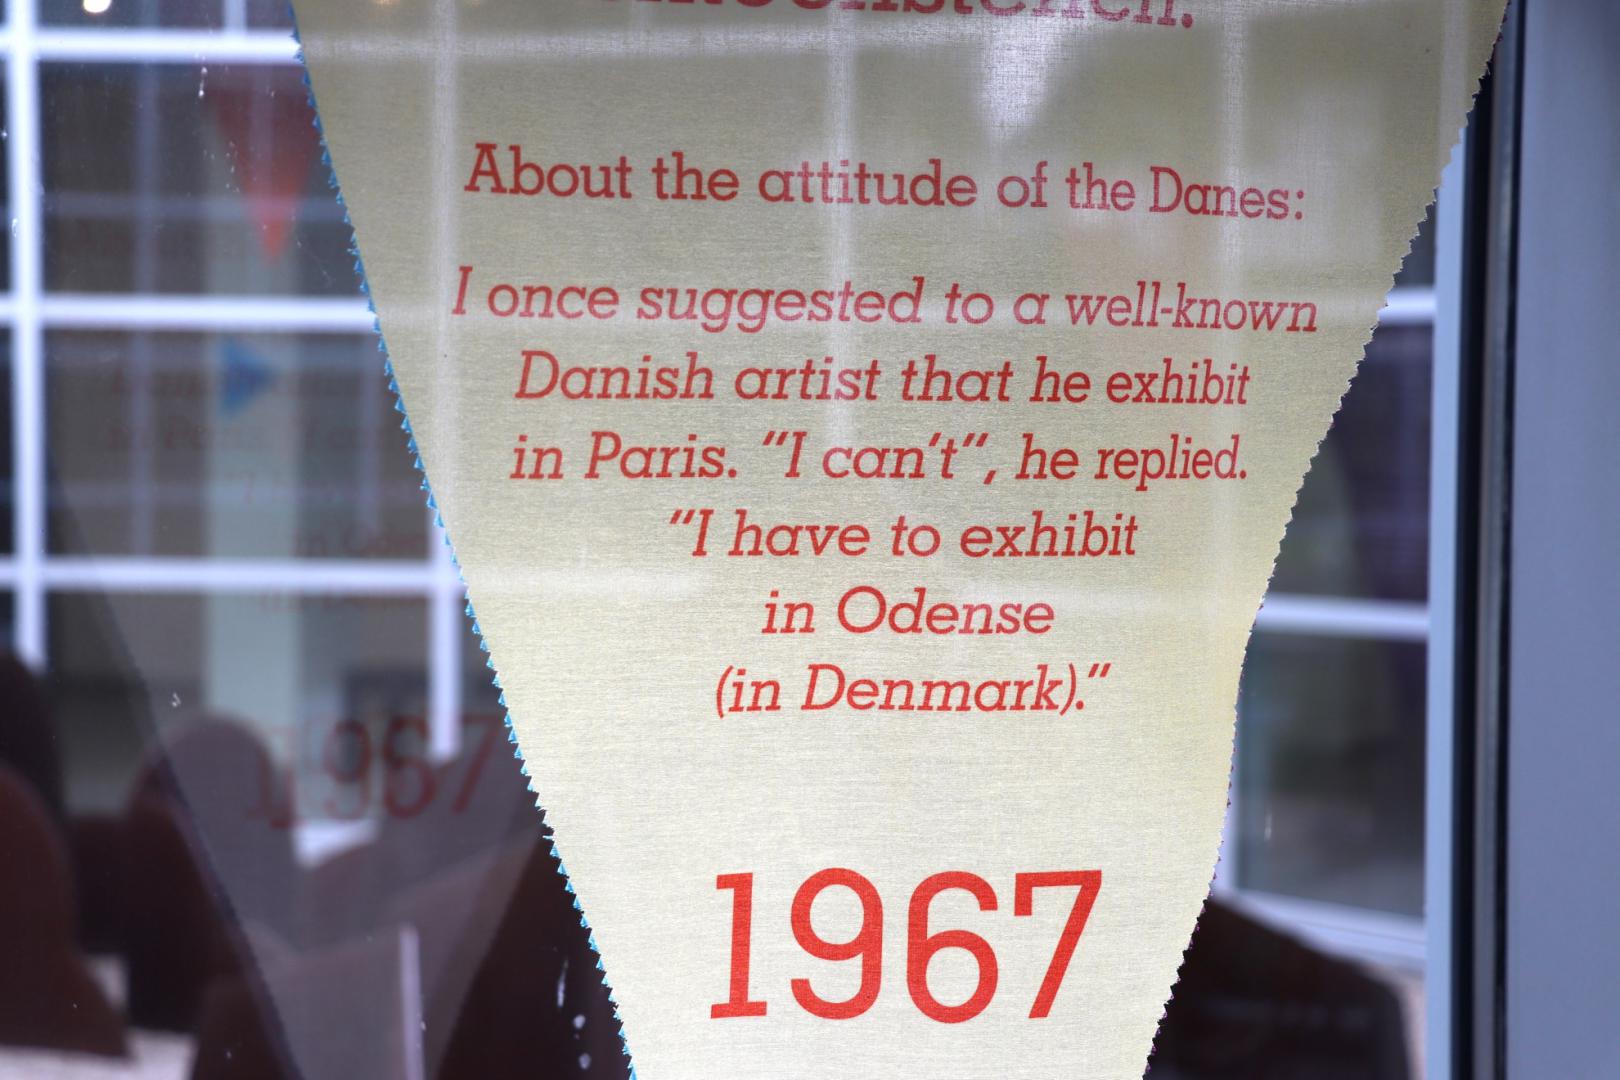 About the attitude of the Danes:
I once suggested to a well-known
Danish artist that he exhibit
in Paris. “I can’t”, he replied.
“I have to exhibit
in Odense
(in Denmark).”
1967
1967